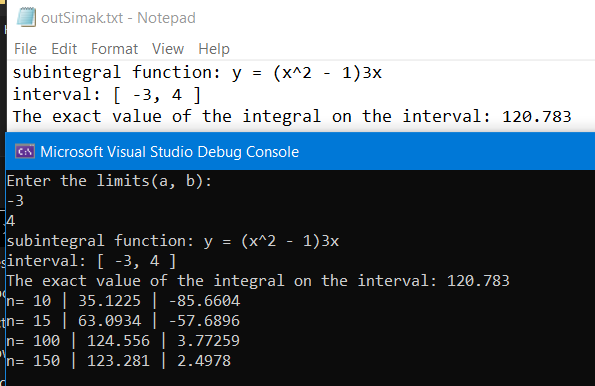 outSimak.txt - Notepad
File Edit Format View Help
subintegral function: y = (x^2 - 1)3x
interval: [ -3, 4 ]
The exact value of the integral on the interval: 120.783
Microsoft Visual Studio Debug Console
Enter the limits(a, b):
-3
4
subintegral function: y = (x^2 - 1)3x
interval: [ -3, 4 ]
The exact value of the integral on the interval: 120.783
n= 10 | 35.1225 | -85.6604
n= 15 | 63.0934 | -57.6896
n= 100 | 124.556 | 3.77259
n= 150 | 123.281 | 2.4978